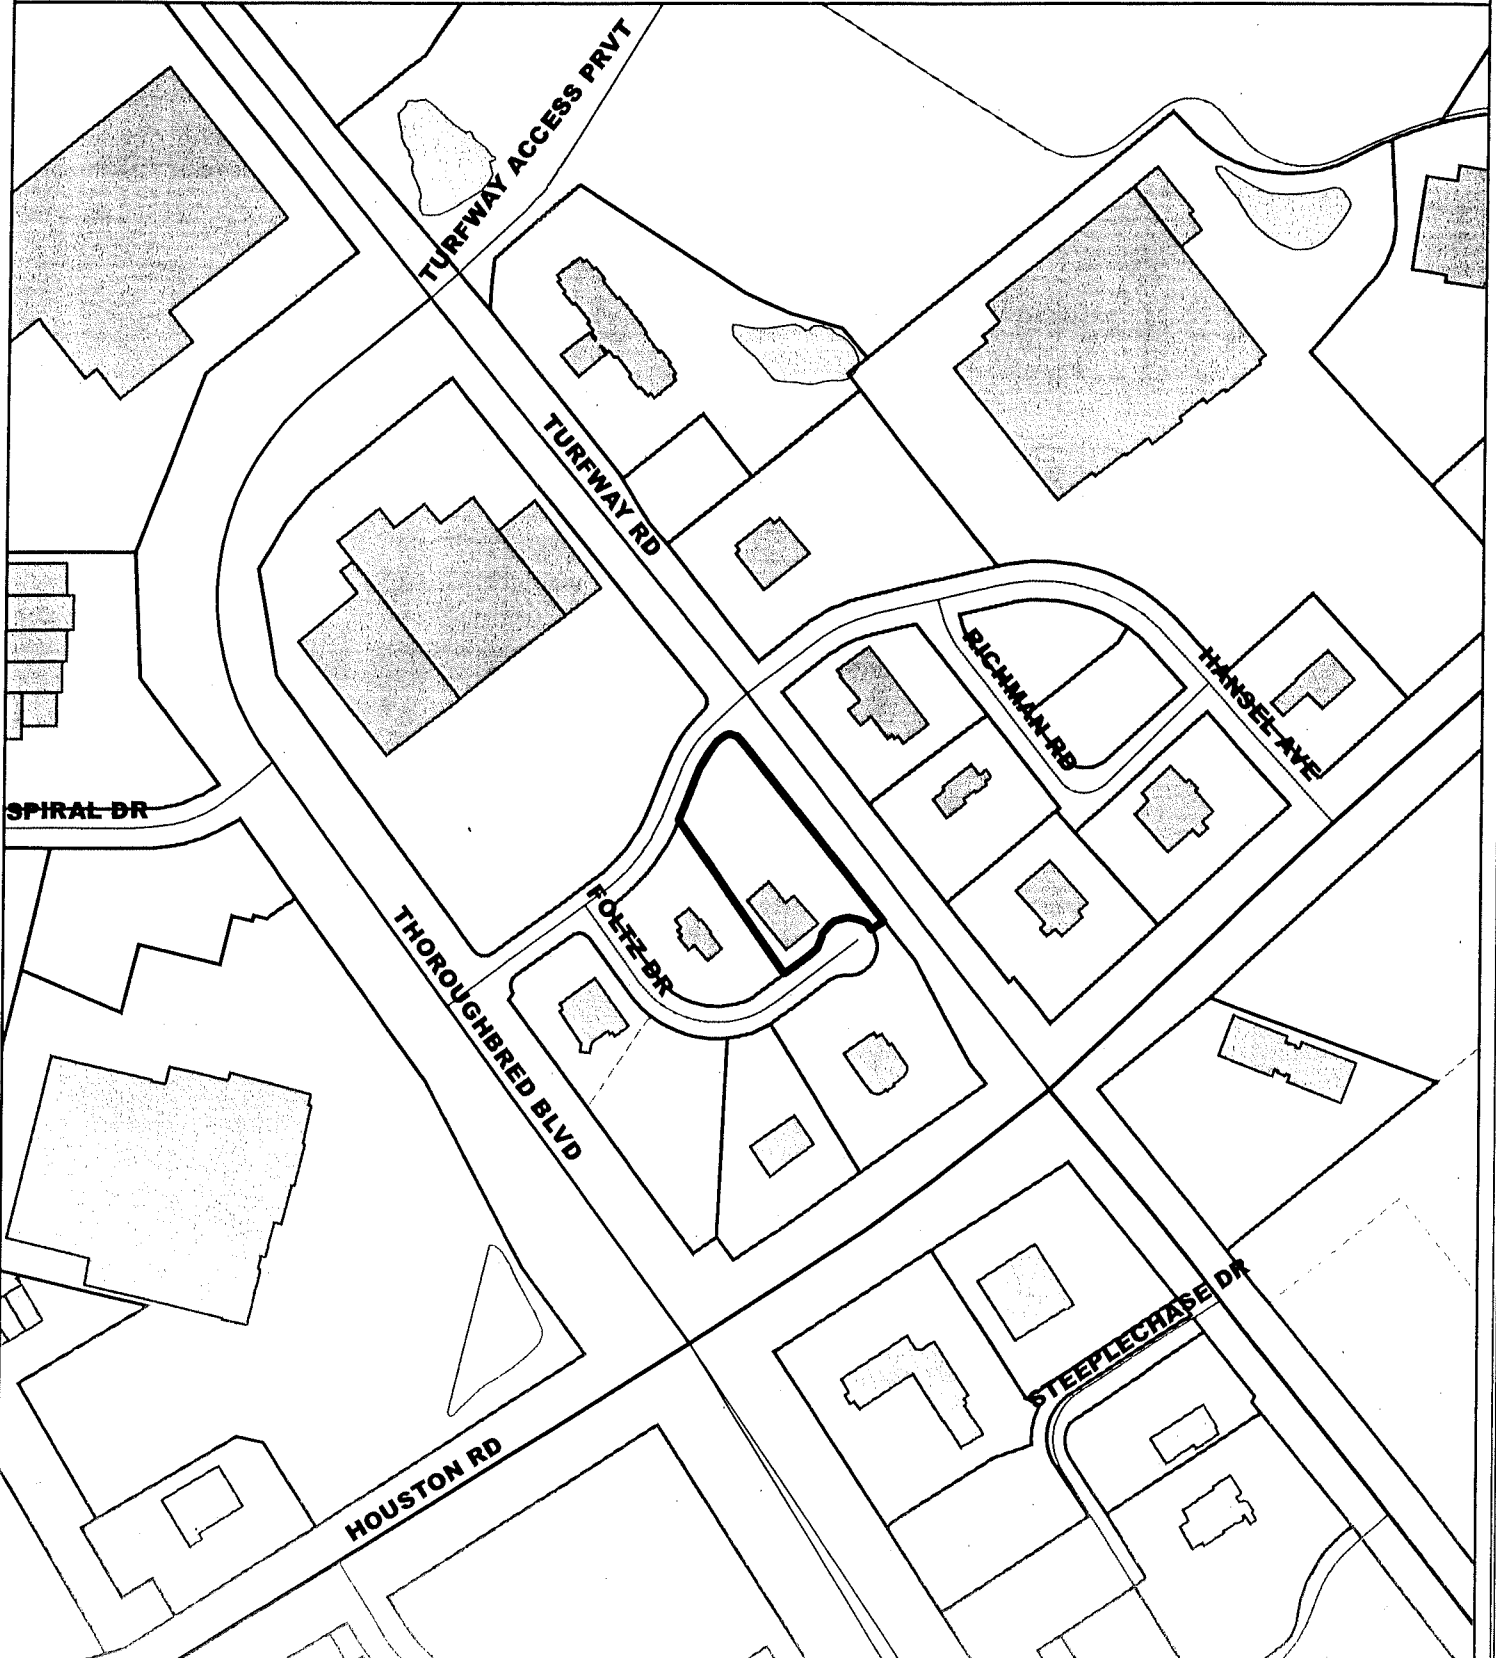 TURFWAY ACCESS PRVT
TURFWAY RD
RICHMAN RD
HANSEL AVE
SPIRAL DR
FOLTZ DR
THOROUGHBRED BLVD
STEEPLECHASE DR
HOUSTON RD